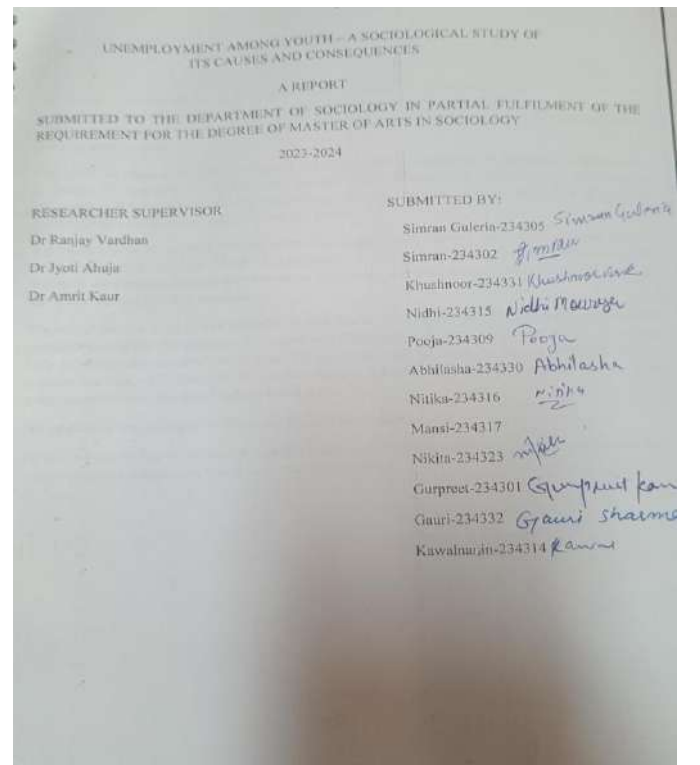 UNEMPLOYMENT AMONG YOUTH – A SOCIOLOGICAL STUDY OF
ITS CAUSES AND CONSEQUENCES
A REPORT
SUBMITTED TO THE DEPARTMENT OF SOCIOLOGY IN PARTIAL FULFILMENT OF THE
REQUIREMENT FOR THE DEGREE OF MASTER OF ARTS IN SOCIOLOGY
2023-2024
RESEARCHER SUPERVISOR
Dr Ranjay Vardhan
Dr Jyoti Ahuja
Dr Amrit Kaur
SUBMITTED BY:
Simran Guleria-234305 Simran Guleria
Simran-234302 Simran
Khushnoor-234331
Nidhi-234315 Nidhi Maurya
Pooja-234309 Pooja
Abhilasha-234330 Abhilasha
Nitika-234316 Nitika
Mansi-234317
Nikita-234323
Gurpreet-234301 Gurpreet kau
Gauri-234332 Gauri Sharma
Kawalnain-234314